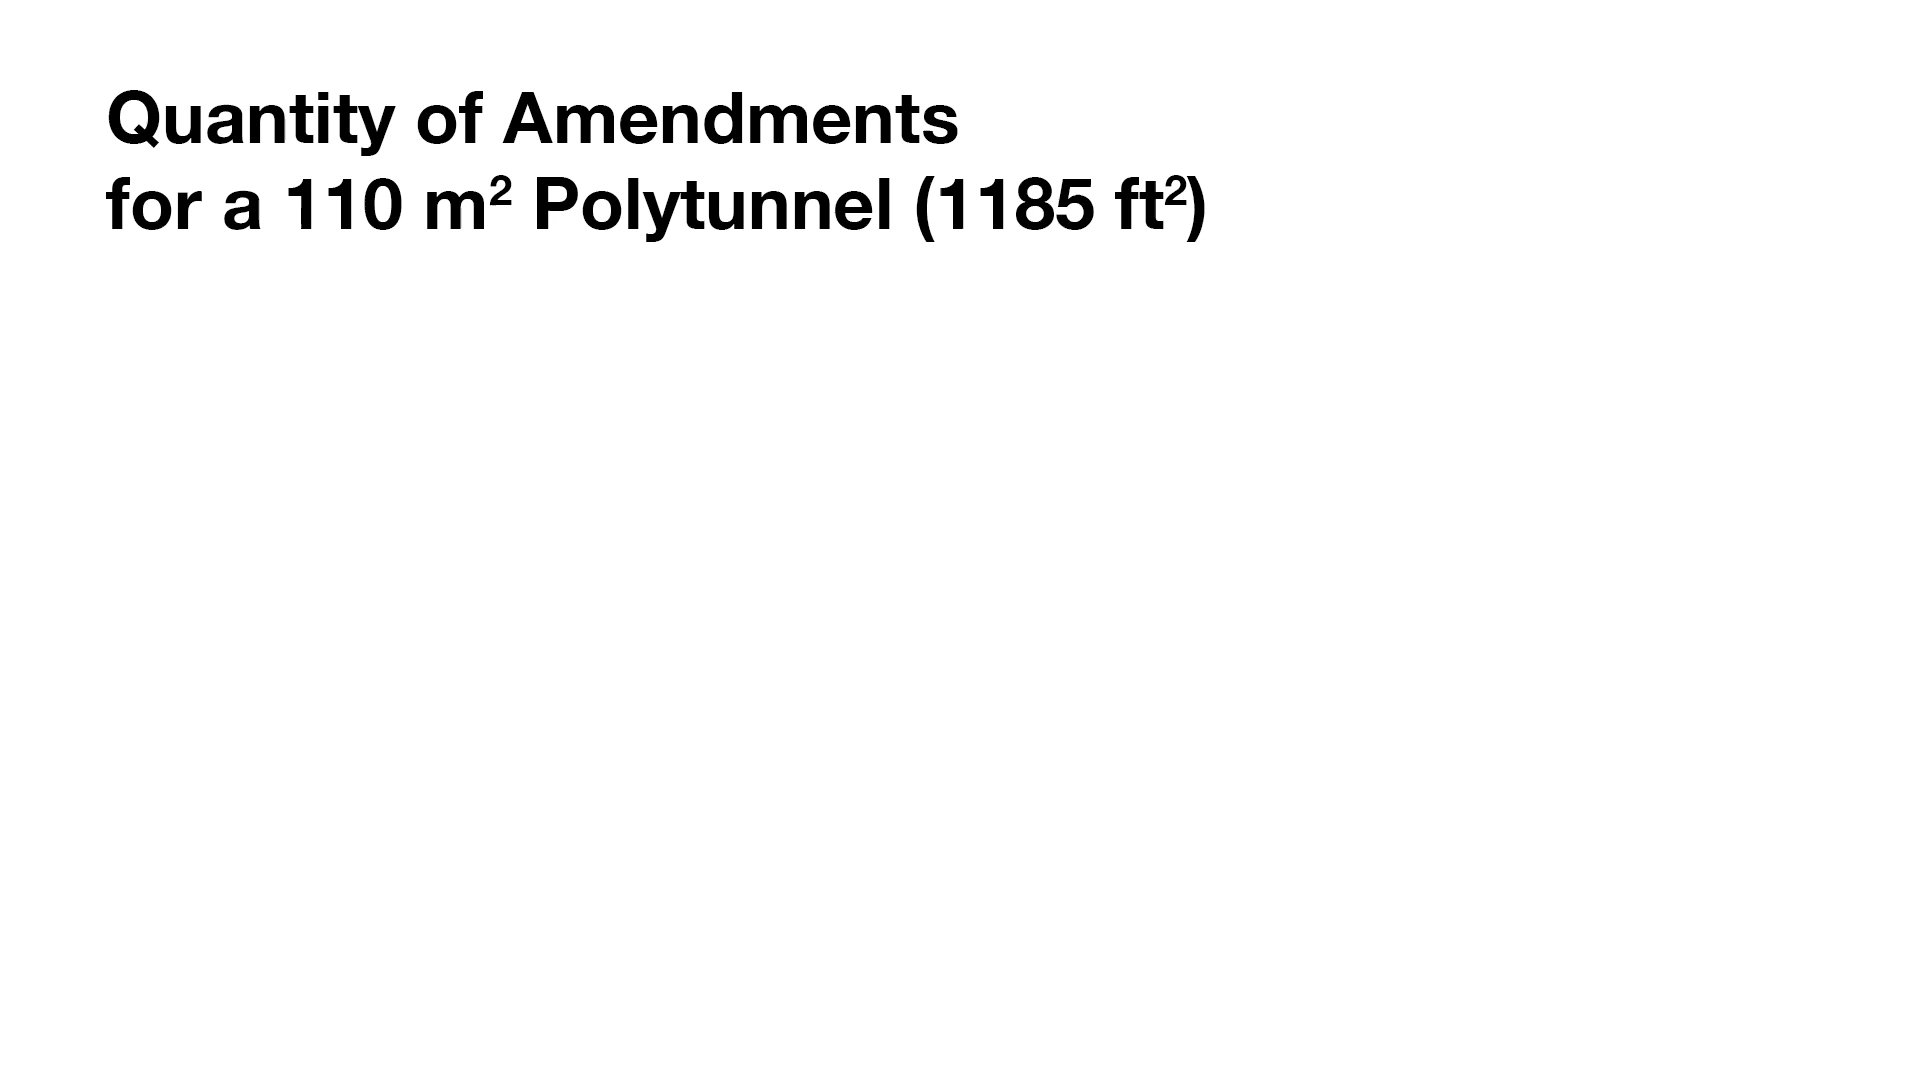 Quantity of Amendments
for a 110 m² Polytunnel (1185 ft²)